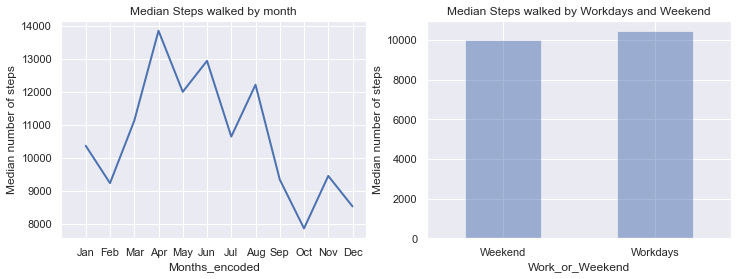 Median Steps walked by month
Median number of steps
14000
13000
12000
11000
10000
9000
8000
Jan Feb Mar Apr May Jun Jul Aug Sep Oct Nov Dec
Months_encoded
Median Steps walked by Workdays and Weekend
Median number of steps
10000
8000
6000
4000
2000
0
Weekend Workdays
Work_or_Weekend